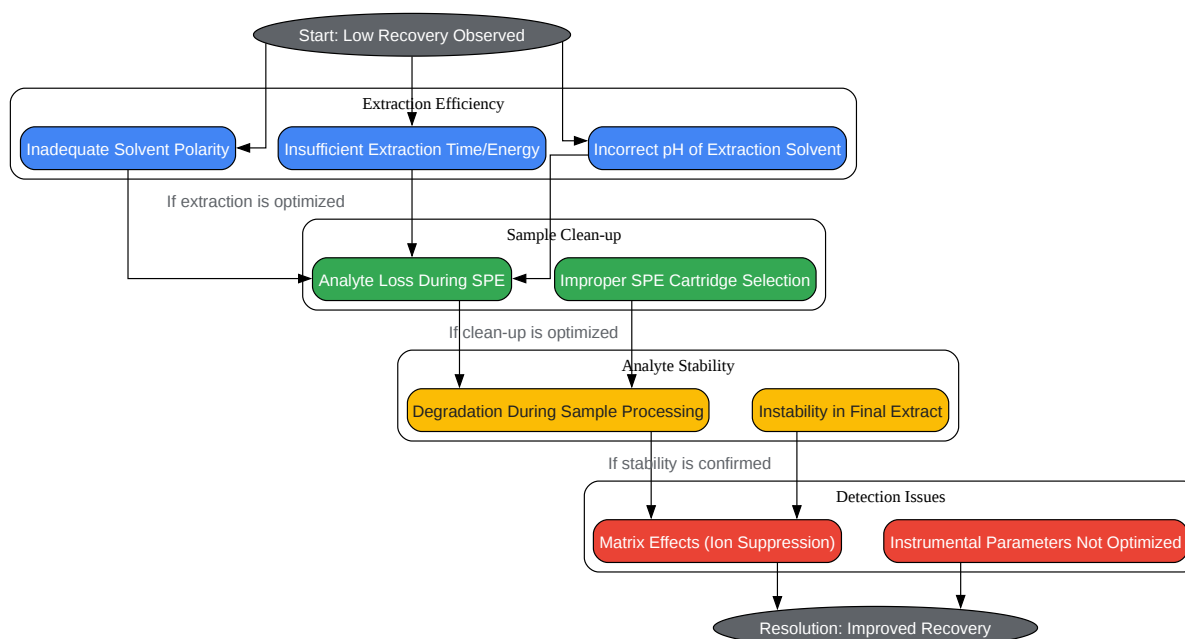 Start: Low Recovery Observed
Extraction Efficiency
Inadequate Solvent Polarity
Insufficient Extraction Time/Energy
Incorrect pH of Extraction Solvent
If extraction is optimized
Sample Clean-up
Analyte Loss During SPE
Improper SPE Cartridge Selection
If clean-up is optimized
Analyte Stability
Degradation During Sample Processing
Instability in Final Extract
If stability is confirmed
Detection Issues
Matrix Effects (Ion Suppression)
Instrumental Parameters Not Optimized
Resolution: Improved Recovery